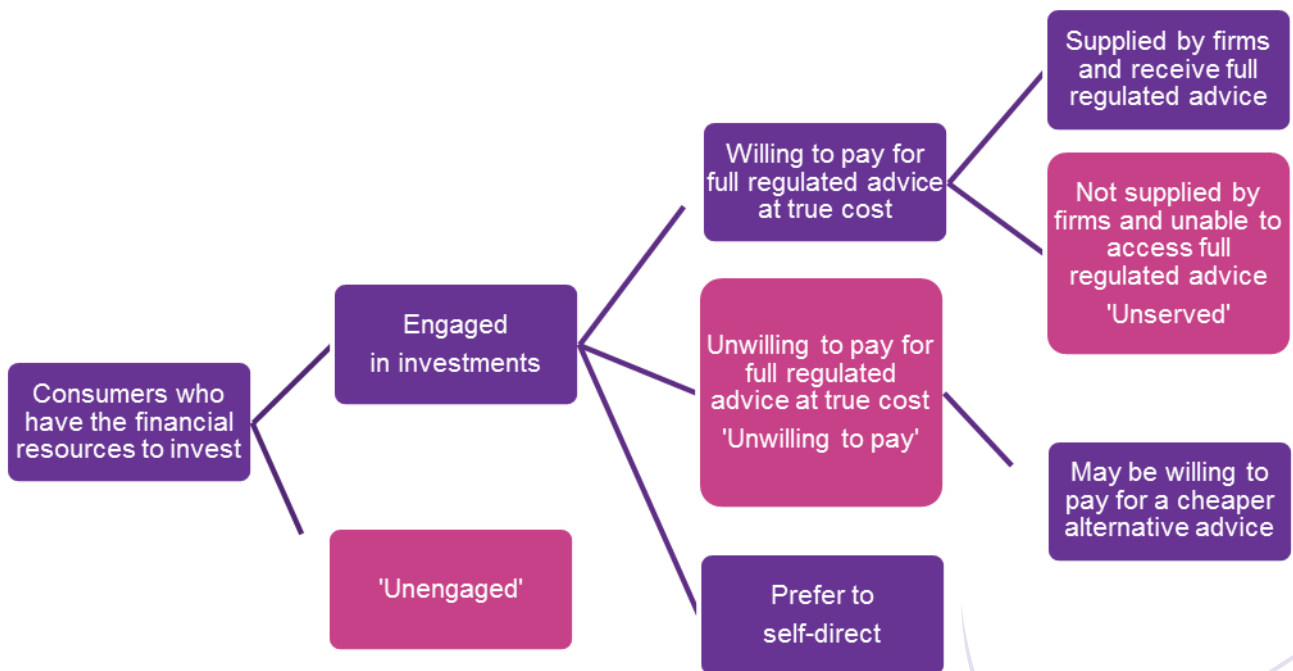 Consumers who
have the financial
resources to invest
Engaged
in investments
'Unengaged'
Willing to pay for
full regulated advice
at true cost
Unwilling to pay for
full regulated
advice at true cost
'Unwilling to pay'
Prefer to
self-direct
Supplied by firms
and receive full
regulated advice
Not supplied by
firms and unable to
access full
regulated advice
'Unserved'
May be willing to
pay for a cheaper
alternative advice